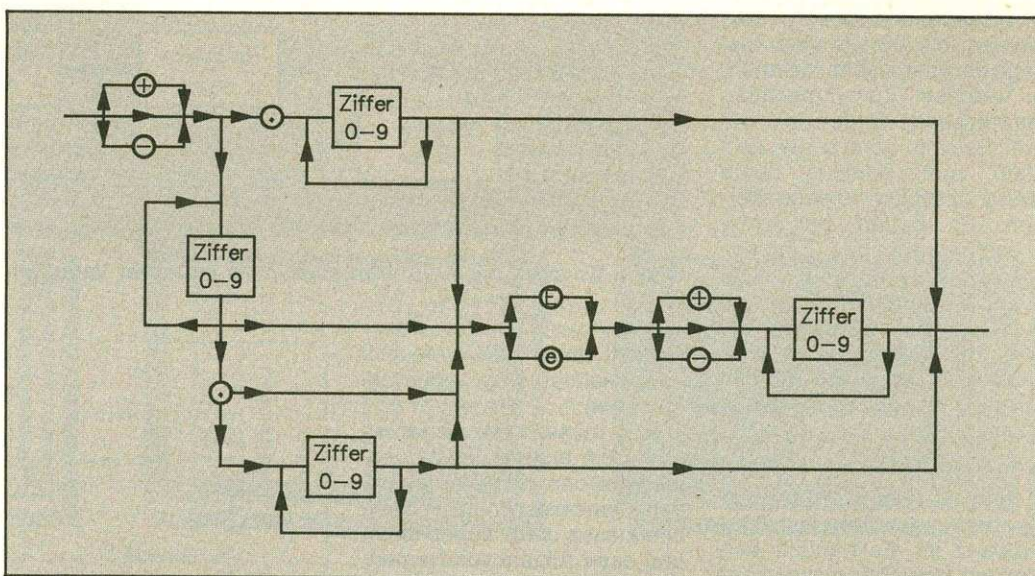 +
−
.
Ziffer
0-9
Ziffer
0-9
E
e
+
−
Ziffer
0-9
.
Ziffer
0-9